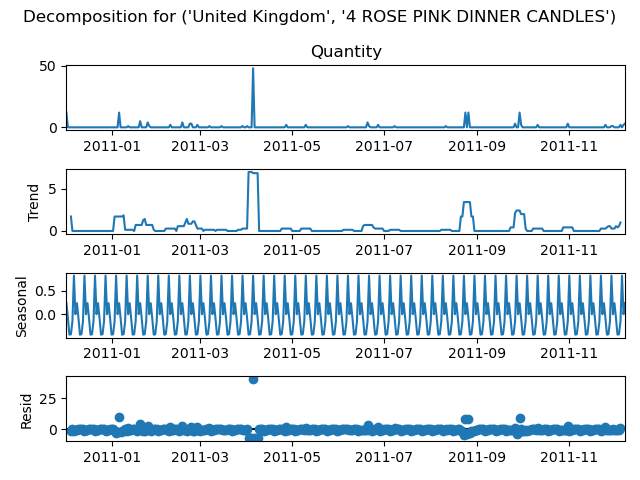 Decomposition for ('United Kingdom', '4 ROSE PINK DINNER CANDLES')
Quantity
50
0
2011-01 2011-03 2011-05 2011-07 2011-09 2011-11
Trend
5
0
2011-01 2011-03 2011-05 2011-07 2011-09 2011-11
Seasonal
0.5
0.0
2011-01 2011-03 2011-05 2011-07 2011-09 2011-11
Resid
25
0
2011-01 2011-03 2011-05 2011-07 2011-09 2011-11